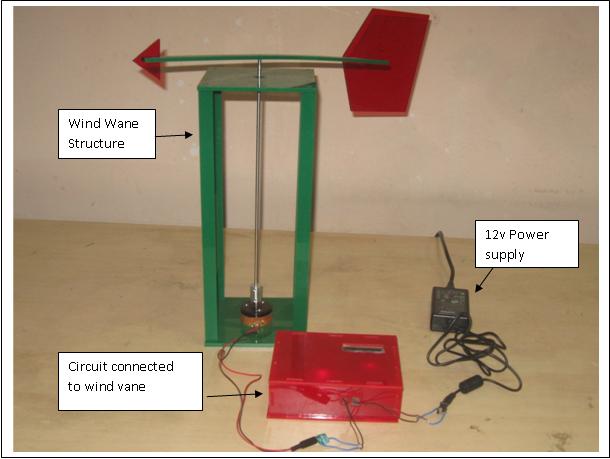 Wind Wane
Structure
12v Power
supply
Circuit connected
to wind vane